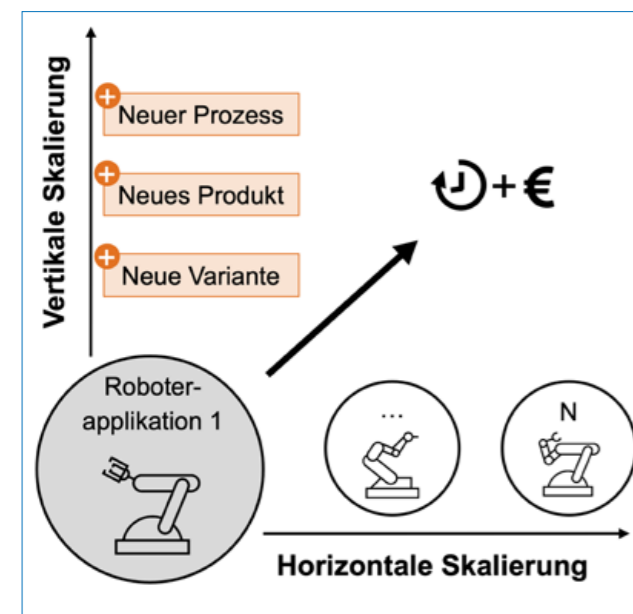 Vertikale Skalierung
Neuer Prozess
Neues Produkt
Neue Variante
+ €
Roboter-
applikation 1
...
N
Horizontale Skalierung